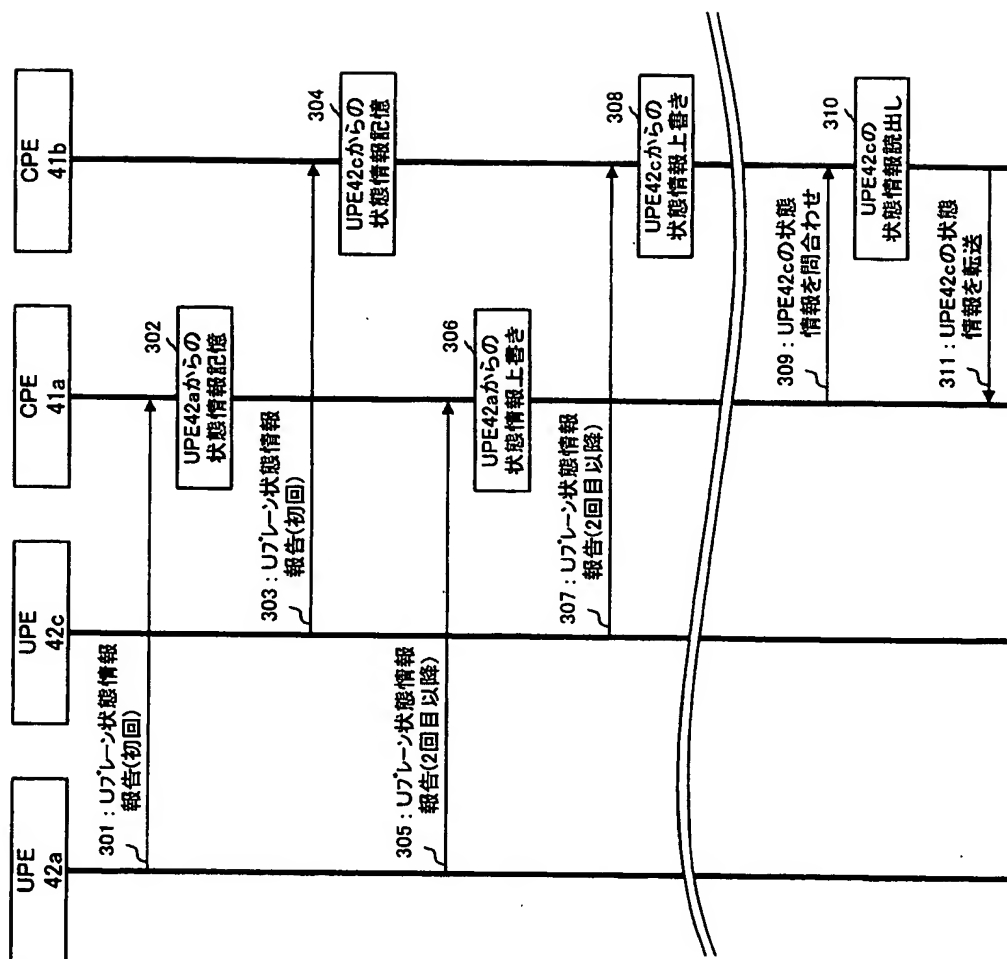 UPE
42a
UPE
42c
CPE
41a
CPE
41b
301：Uプレーン状態情報
報告(初回)
302
UPE42aからの
状態情報記憶
303：Uプレーン状態情報
報告(初回)
304
UPE42cからの
状態情報記憶
305：Uプレーン状態情報
報告(2回目以降)
306
UPE42aからの
状態情報上書き
307：Uプレーン状態情報
報告(2回目以降)
308
UPE42cからの
状態情報上書き
309：UPE42cの状態
情報を問合わせ
310
UPE42cの
状態情報読出し
311：UPE42cの状態
情報を転送